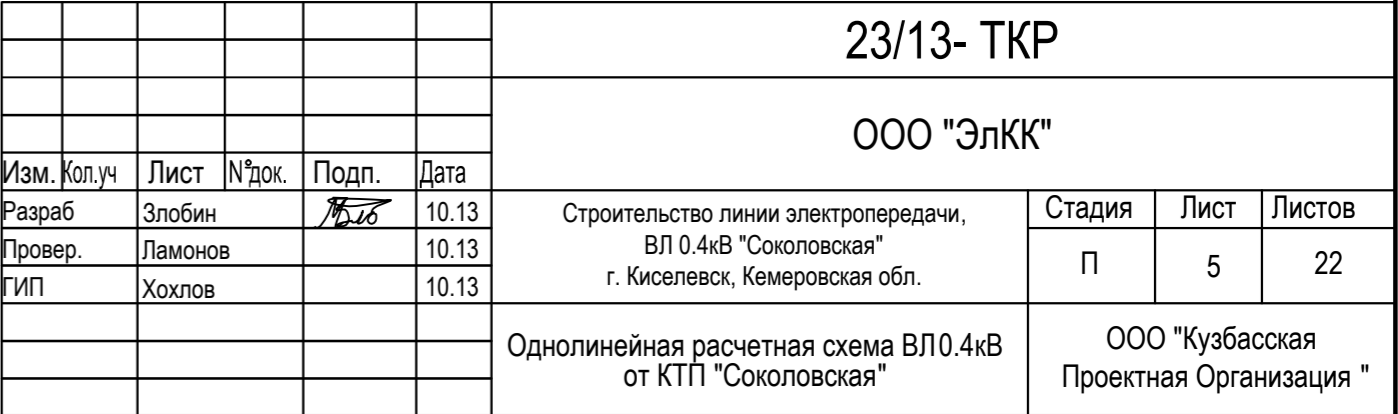 23/13- ТКР
ООО "ЭлКК"
Изм. Кол.уч Лист N°док. Подп. Дата
Разраб Злобин 10.13
Провер. Ламонов 10.13
ГИП Хохлов 10.13
Строительство линии электропередачи,
ВЛ 0.4кВ "Соколовская"
г. Киселевск, Кемеровская обл.
Стадия Лист Листов
П 5 22
Однолинейная расчетная схема ВЛ0.4кВ
от КТП "Соколовская"
ООО "Кузбасская
Проектная Организация "